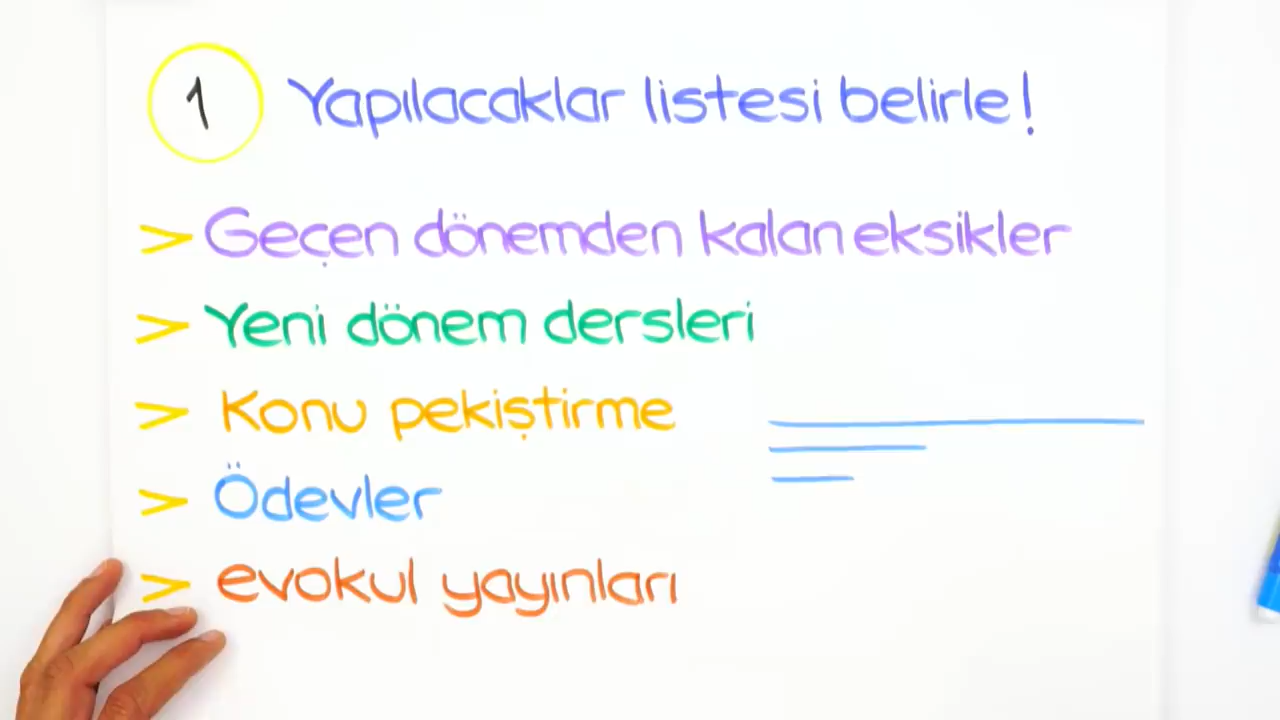 1 Yapılacaklar listesi belirle!
> Geçen dönemden kalan eksikler
> Yeni dönem dersleri
> Konu pekiştirme
> Ödevler
> evokul yayınları